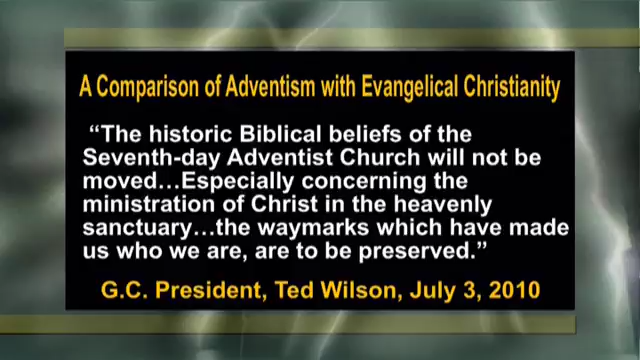 A Comparison of Adventism with Evangelical Christianity
“The historic Biblical beliefs of the
Seventh-day Adventist Church will not be
moved…Especially concerning the
ministration of Christ in the heavenly
sanctuary…the waymarks which have made
us who we are, are to be preserved.”
G.C. President, Ted Wilson, July 3, 2010